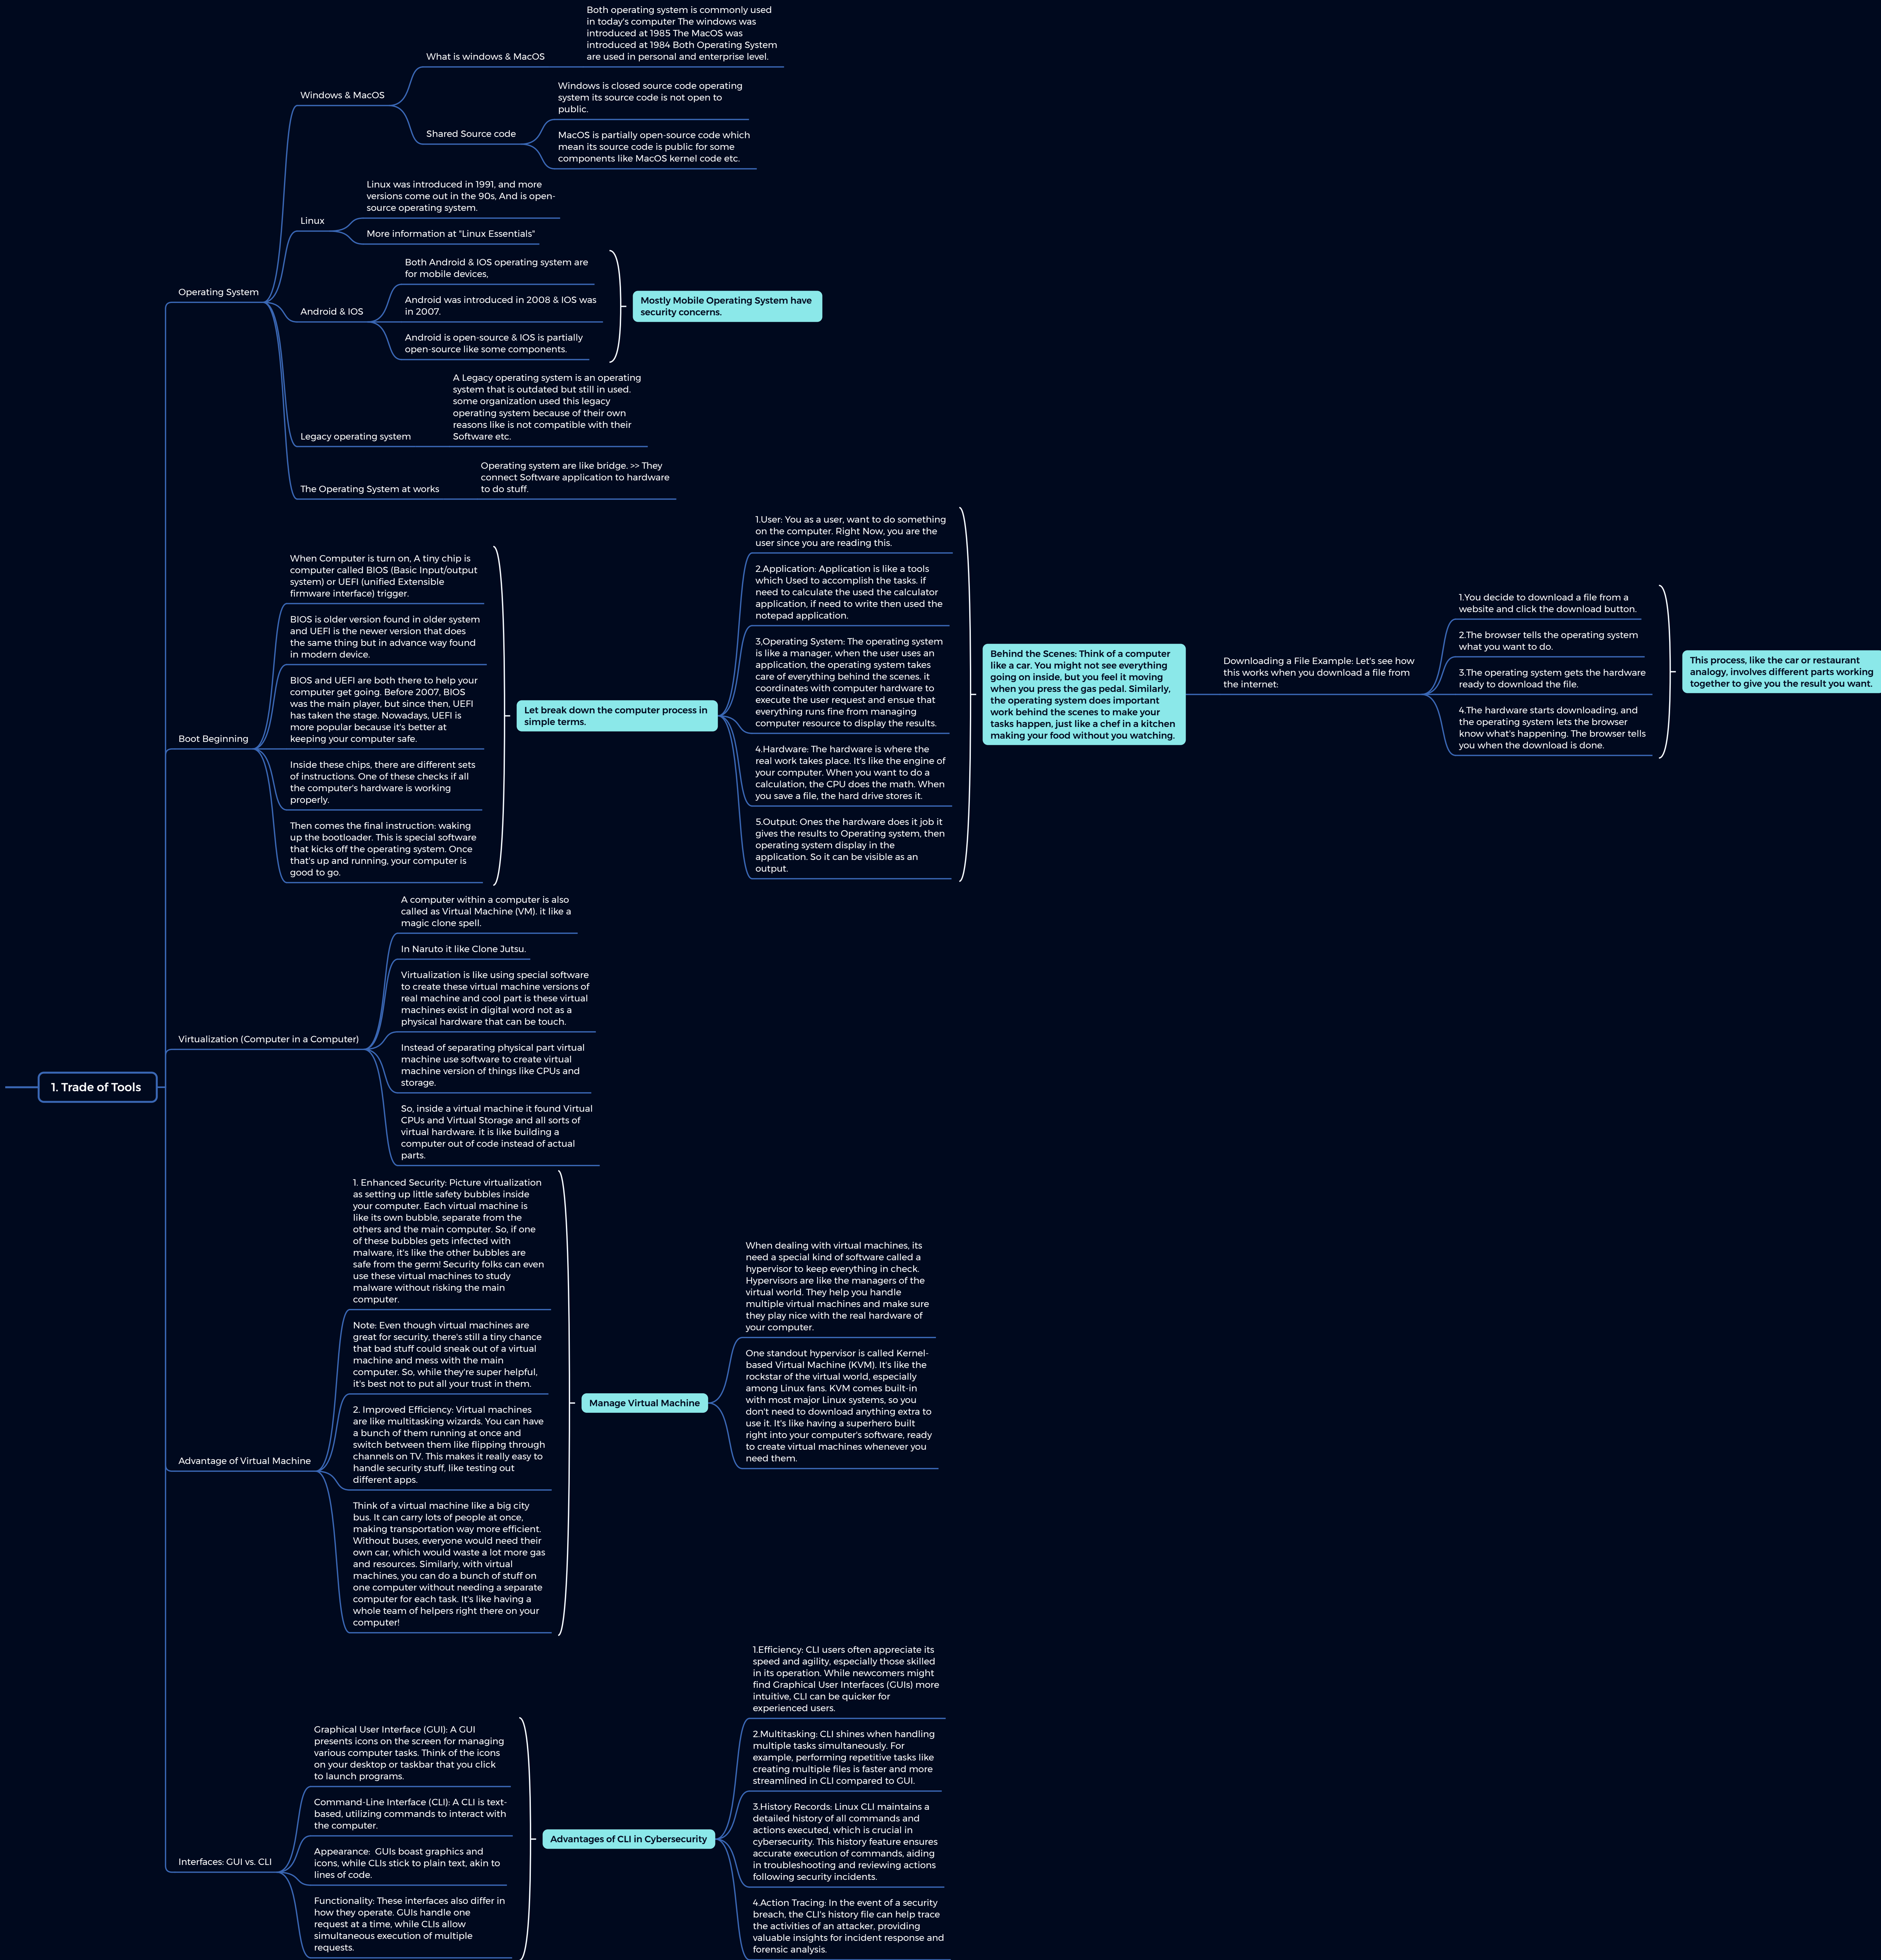 1. Trade of Tools
Operating System
Windows & MacOS
What is windows & MacOS
Both operating system is commonly used
in today's computer The windows was
introduced at 1985 The MacOS was
introduced at 1984 Both Operating System
are used in personal and enterprise level.
Shared Source code
Windows is closed source code operating
system its source code is not open to
public.
MacOS is partially open-source code which
mean its source code is public for some
components like MacOS kernel code etc.
Linux
Linux was introduced in 1991, and more
versions come out in the 90s, And is open-
source operating system.
More information at "Linux Essentials"
Android & IOS
Both Android & IOS operating system are
for mobile devices,
Android was introduced in 2008 & IOS was
in 2007.
Android is open-source & IOS is partially
open-source like some components.
Mostly Mobile Operating System have
security concerns.
Legacy operating system
A Legacy operating system is an operating
system that is outdated but still in used.
some organization used this legacy
operating system because of their own
reasons like is not compatible with their
Software etc.
The Operating System at works
Operating system are like bridge. >> They
connect Software application to hardware
to do stuff.
Boot Beginning
When Computer is turn on, A tiny chip is
computer called BIOS (Basic Input/output
system) or UEFI (unified Extensible
firmware interface) trigger.
BIOS is older version found in older system
and UEFI is the newer version that does
the same thing but in advance way found
in modern device.
BIOS and UEFI are both there to help your
computer get going. Before 2007, BIOS
was the main player, but since then, UEFI
has taken the stage. Nowadays, UEFI is
more popular because it's better at
keeping your computer safe.
Inside these chips, there are different sets
of instructions. One of these checks if all
the computer's hardware is working
properly.
Then comes the final instruction: waking
up the bootloader. This is special software
that kicks off the operating system. Once
that's up and running, your computer is
good to go.
Let break down the computer process in
simple terms.
1.User: You as a user, want to do something
on the computer. Right Now, you are the
user since you are reading this.
2.Application: Application is like a tools
which Used to accomplish the tasks. if
need to calculate the used the calculator
application, if need to write then used the
notepad application.
3,Operating System: The operating system
is like a manager, when the user uses an
application, the operating system takes
care of everything behind the scenes. it
coordinates with computer hardware to
execute the user request and ensue that
everything runs fine from managing
computer resource to display the results.
4.Hardware: The hardware is where the
real work takes place. It's like the engine of
your computer. When you want to do a
calculation, the CPU does the math. When
you save a file, the hard drive stores it.
5.Output: Ones the hardware does it job it
gives the results to Operating system, then
operating system display in the
application. So it can be visible as an
output.
Behind the Scenes: Think of a computer
like a car. You might not see everything
going on inside, but you feel it moving
when you press the gas pedal. Similarly,
the operating system does important
work behind the scenes to make your
tasks happen, just like a chef in a kitchen
making your food without you watching.
Downloading a File Example: Let's see how
this works when you download a file from
the internet:
1.You decide to download a file from a
website and click the download button.
2.The browser tells the operating system
what you want to do.
3.The operating system gets the hardware
ready to download the file.
4.The hardware starts downloading, and
the operating system lets the browser
know what's happening. The browser tells
you when the download is done.
This process, like the car or restaurant
analogy, involves different parts working
together to give you the result you want.
Virtualization (Computer in a Computer)
A computer within a computer is also
called as Virtual Machine (VM). it like a
magic clone spell.
In Naruto it like Clone Jutsu.
Virtualization is like using special software
to create these virtual machine versions of
real machine and cool part is these virtual
machines exist in digital word not as a
physical hardware that can be touch.
Instead of separating physical part virtual
machine use software to create virtual
machine version of things like CPUs and
storage.
So, inside a virtual machine it found Virtual
CPUs and Virtual Storage and all sorts of
virtual hardware. it is like building a
computer out of code instead of actual
parts.
Advantage of Virtual Machine
1. Enhanced Security: Picture virtualization
as setting up little safety bubbles inside
your computer. Each virtual machine is
like its own bubble, separate from the
others and the main computer. So, if one
of these bubbles gets infected with
malware, it's like the other bubbles are
safe from the germ! Security folks can even
use these virtual machines to study
malware without risking the main
computer.
Note: Even though virtual machines are
great for security, there's still a tiny chance
that bad stuff could sneak out of a virtual
machine and mess with the main
computer. So, while they're super helpful,
it's best not to put all your trust in them.
2. Improved Efficiency: Virtual machines
are like multitasking wizards. You can have
a bunch of them running at once and
switch between them like flipping through
channels on TV. This makes it really easy to
handle security stuff, like testing out
different apps.
Think of a virtual machine like a big city
bus. It can carry lots of people at once,
making transportation way more efficient.
Without buses, everyone would need their
own car, which would waste a lot more gas
and resources. Similarly, with virtual
machines, you can do a bunch of stuff on
one computer without needing a separate
computer for each task. It's like having a
whole team of helpers right there on your
computer!
Manage Virtual Machine
When dealing with virtual machines, its
need a special kind of software called a
hypervisor to keep everything in check.
Hypervisors are like the managers of the
virtual world. They help you handle
multiple virtual machines and make sure
they play nice with the real hardware of
your computer.
One standout hypervisor is called Kernel-
based Virtual Machine (KVM). It's like the
rockstar of the virtual world, especially
among Linux fans. KVM comes built-in
with most major Linux systems, so you
don't need to download anything extra to
use it. It's like having a superhero built
right into your computer's software, ready
to create virtual machines whenever you
need them.
Interfaces: GUI vs. CLI
Graphical User Interface (GUI): A GUI
presents icons on the screen for managing
various computer tasks. Think of the icons
on your desktop or taskbar that you click
to launch programs.
Command-Line Interface (CLI): A CLI is text-
based, utilizing commands to interact with
the computer.
Appearance:  GUIs boast graphics and
icons, while CLIs stick to plain text, akin to
lines of code.
Functionality: These interfaces also differ in
how they operate. GUIs handle one
request at a time, while CLIs allow
simultaneous execution of multiple
requests.
Advantages of CLI in Cybersecurity
1.Efficiency: CLI users often appreciate its
speed and agility, especially those skilled
in its operation. While newcomers might
find Graphical User Interfaces (GUIs) more
intuitive, CLI can be quicker for
experienced users.
2.Multitasking: CLI shines when handling
multiple tasks simultaneously. For
example, performing repetitive tasks like
creating multiple files is faster and more
streamlined in CLI compared to GUI.
3.History Records: Linux CLI maintains a
detailed history of all commands and
actions executed, which is crucial in
cybersecurity. This history feature ensures
accurate execution of commands, aiding
in troubleshooting and reviewing actions
following security incidents.
4.Action Tracing: In the event of a security
breach, the CLI's history file can help trace
the activities of an attacker, providing
valuable insights for incident response and
forensic analysis.